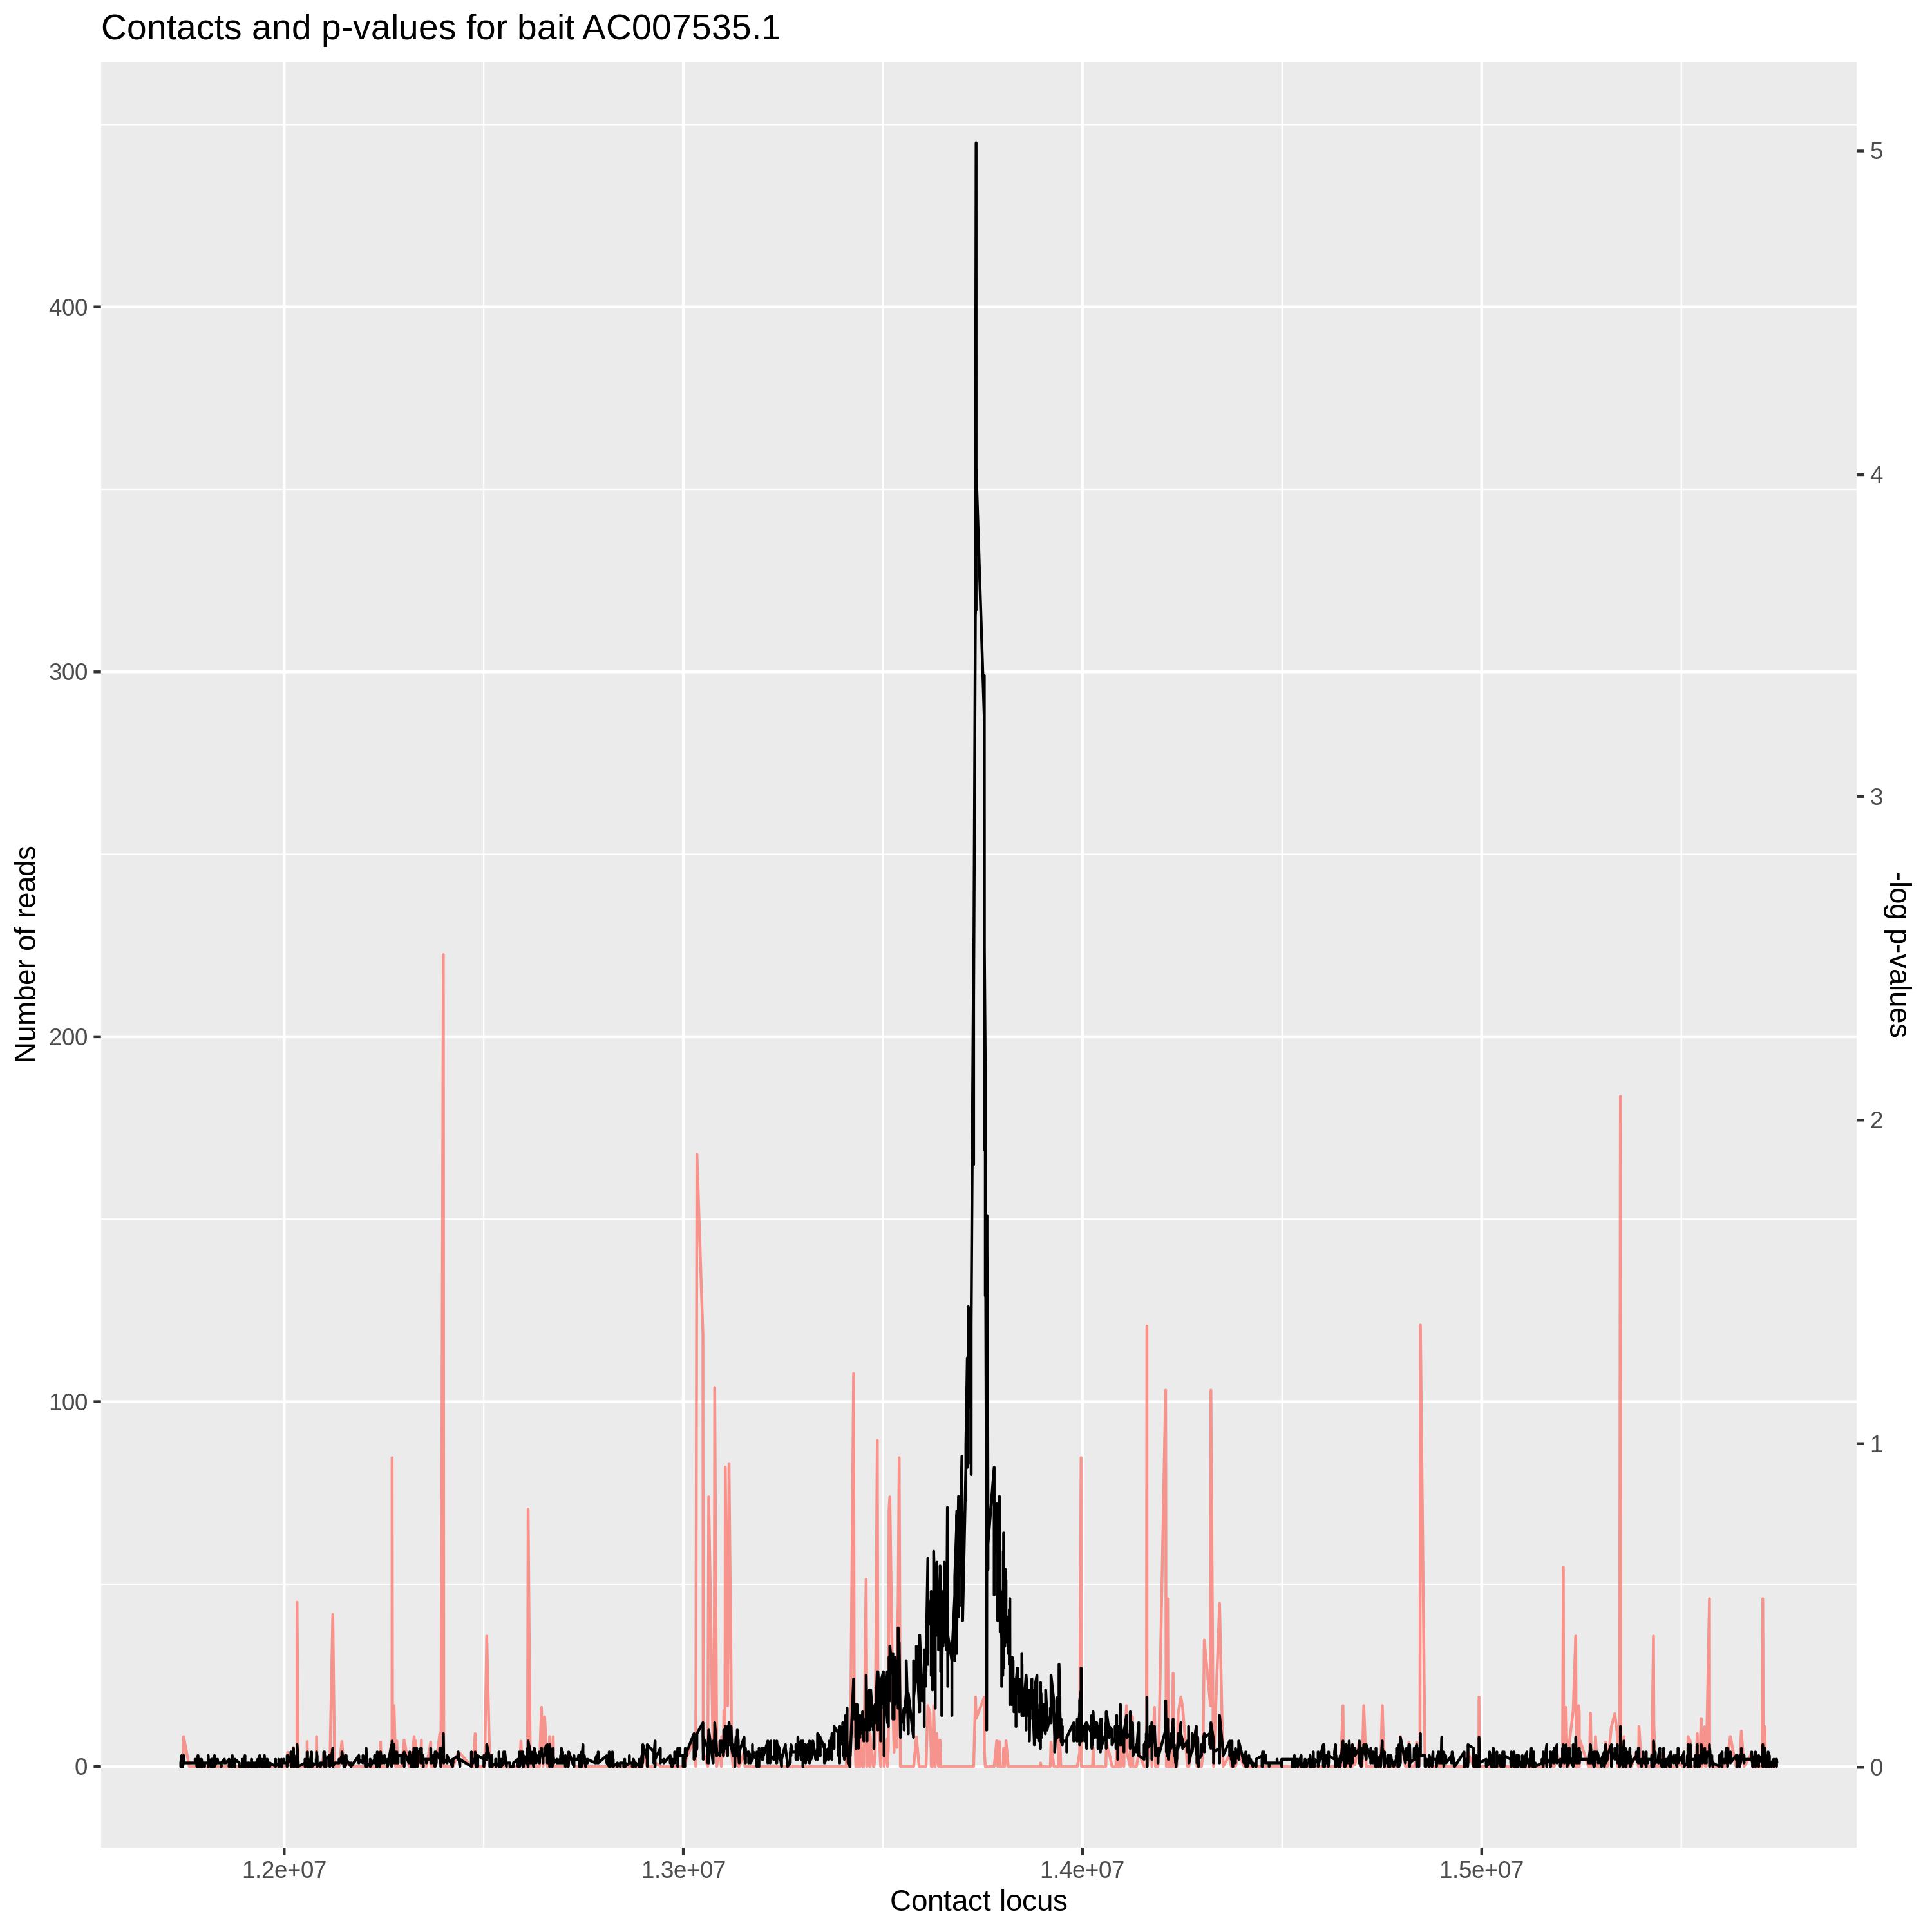 Contacts and p-values for bait AC007535.1
400
300
200
100
0
Number of reads
5
4
3
2
1
0
-log p-values
1.2e+07
1.3e+07
1.4e+07
1.5e+07
Contact locus